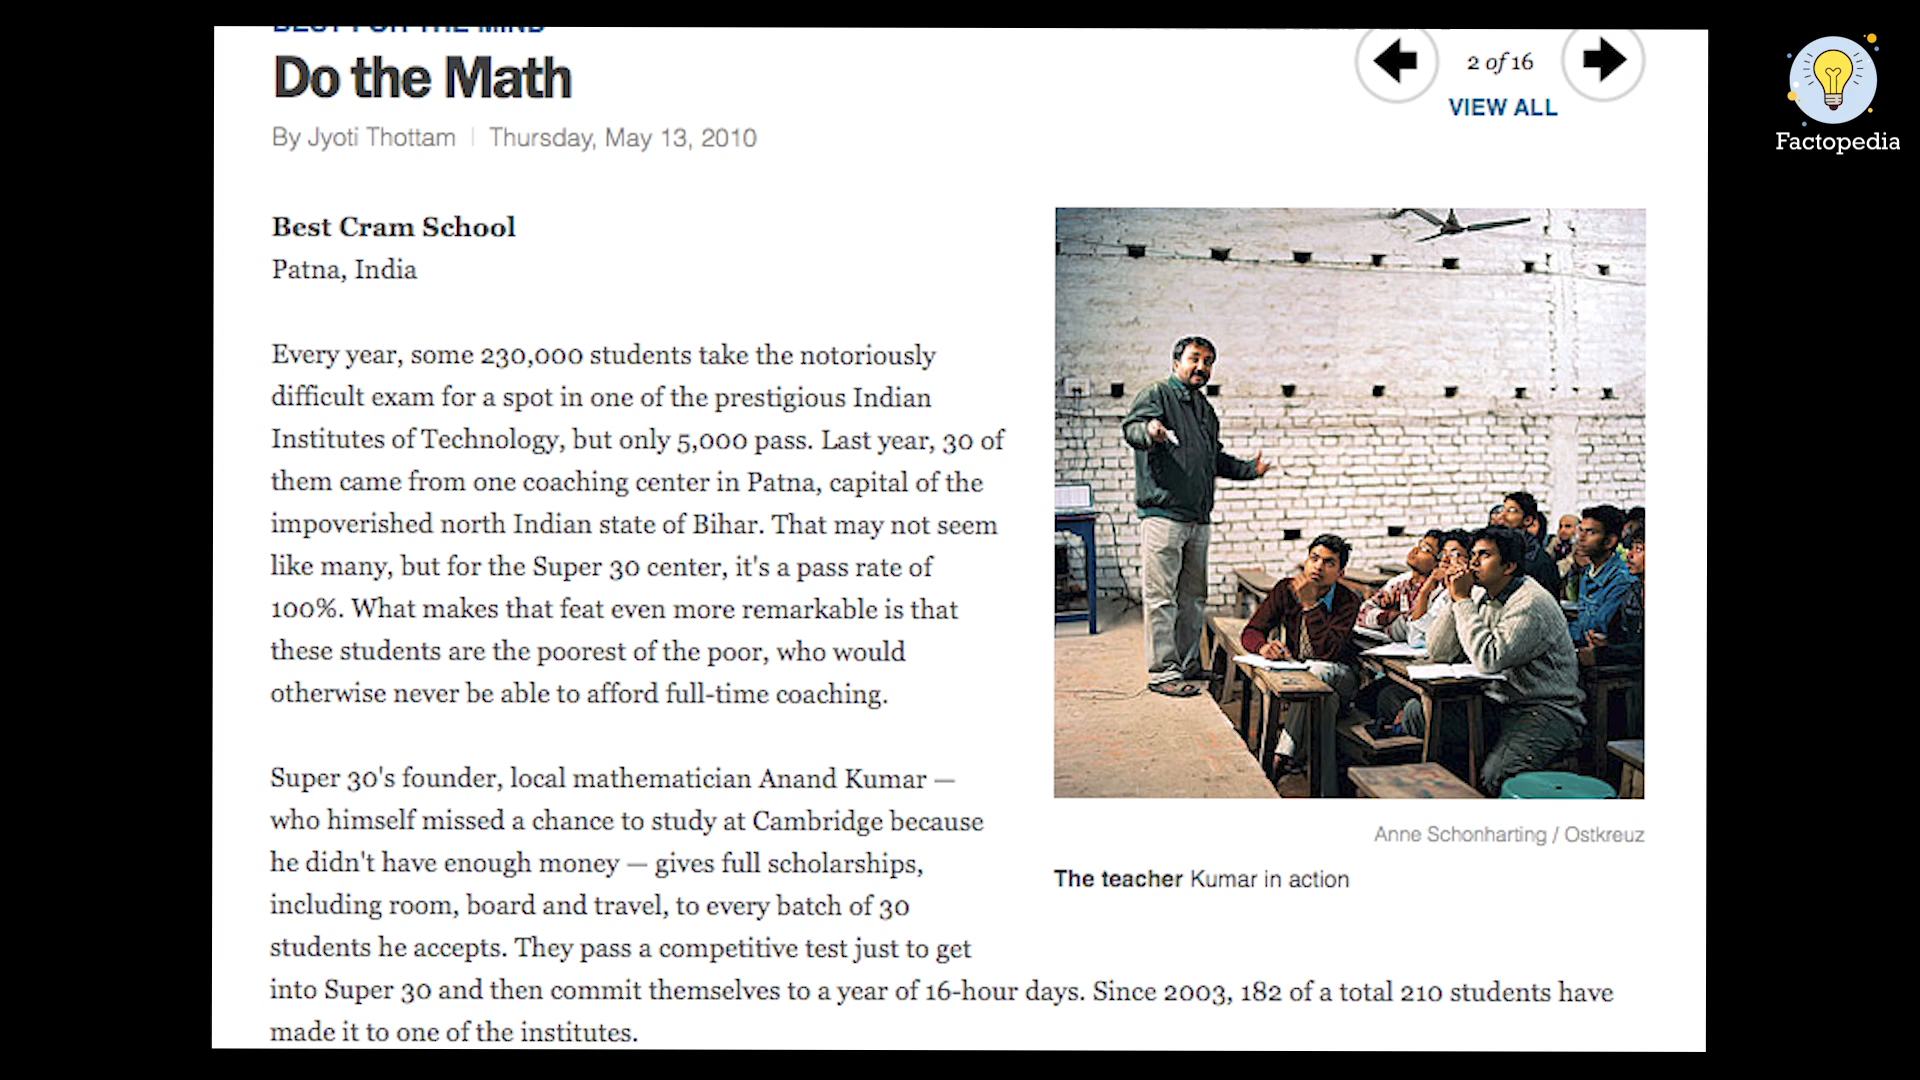 BEST FOR THE MIND
Do the Math
By Jyoti Thottam | Thursday, May 13, 2010
2 of 16
VIEW ALL
Factopedia
Best Cram School
Patna, India
Every year, some 230,000 students take the notoriously
difficult exam for a spot in one of the prestigious Indian
Institutes of Technology, but only 5,000 pass. Last year, 30 of
them came from one coaching center in Patna, capital of the
impoverished north Indian state of Bihar. That may not seem
like many, but for the Super 30 center, it's a pass rate of
100%. What makes that feat even more remarkable is that
these students are the poorest of the poor, who would
otherwise never be able to afford full-time coaching.
Super 30's founder, local mathematician Anand Kumar —
who himself missed a chance to study at Cambridge because
he didn't have enough money — gives full scholarships,
including room, board and travel, to every batch of 30
students he accepts. They pass a competitive test just to get
into Super 30 and then commit themselves to a year of 16-hour days. Since 2003, 182 of a total 210 students have
made it to one of the institutes.
Anne Schonharting / Ostkreuz
The teacher Kumar in action